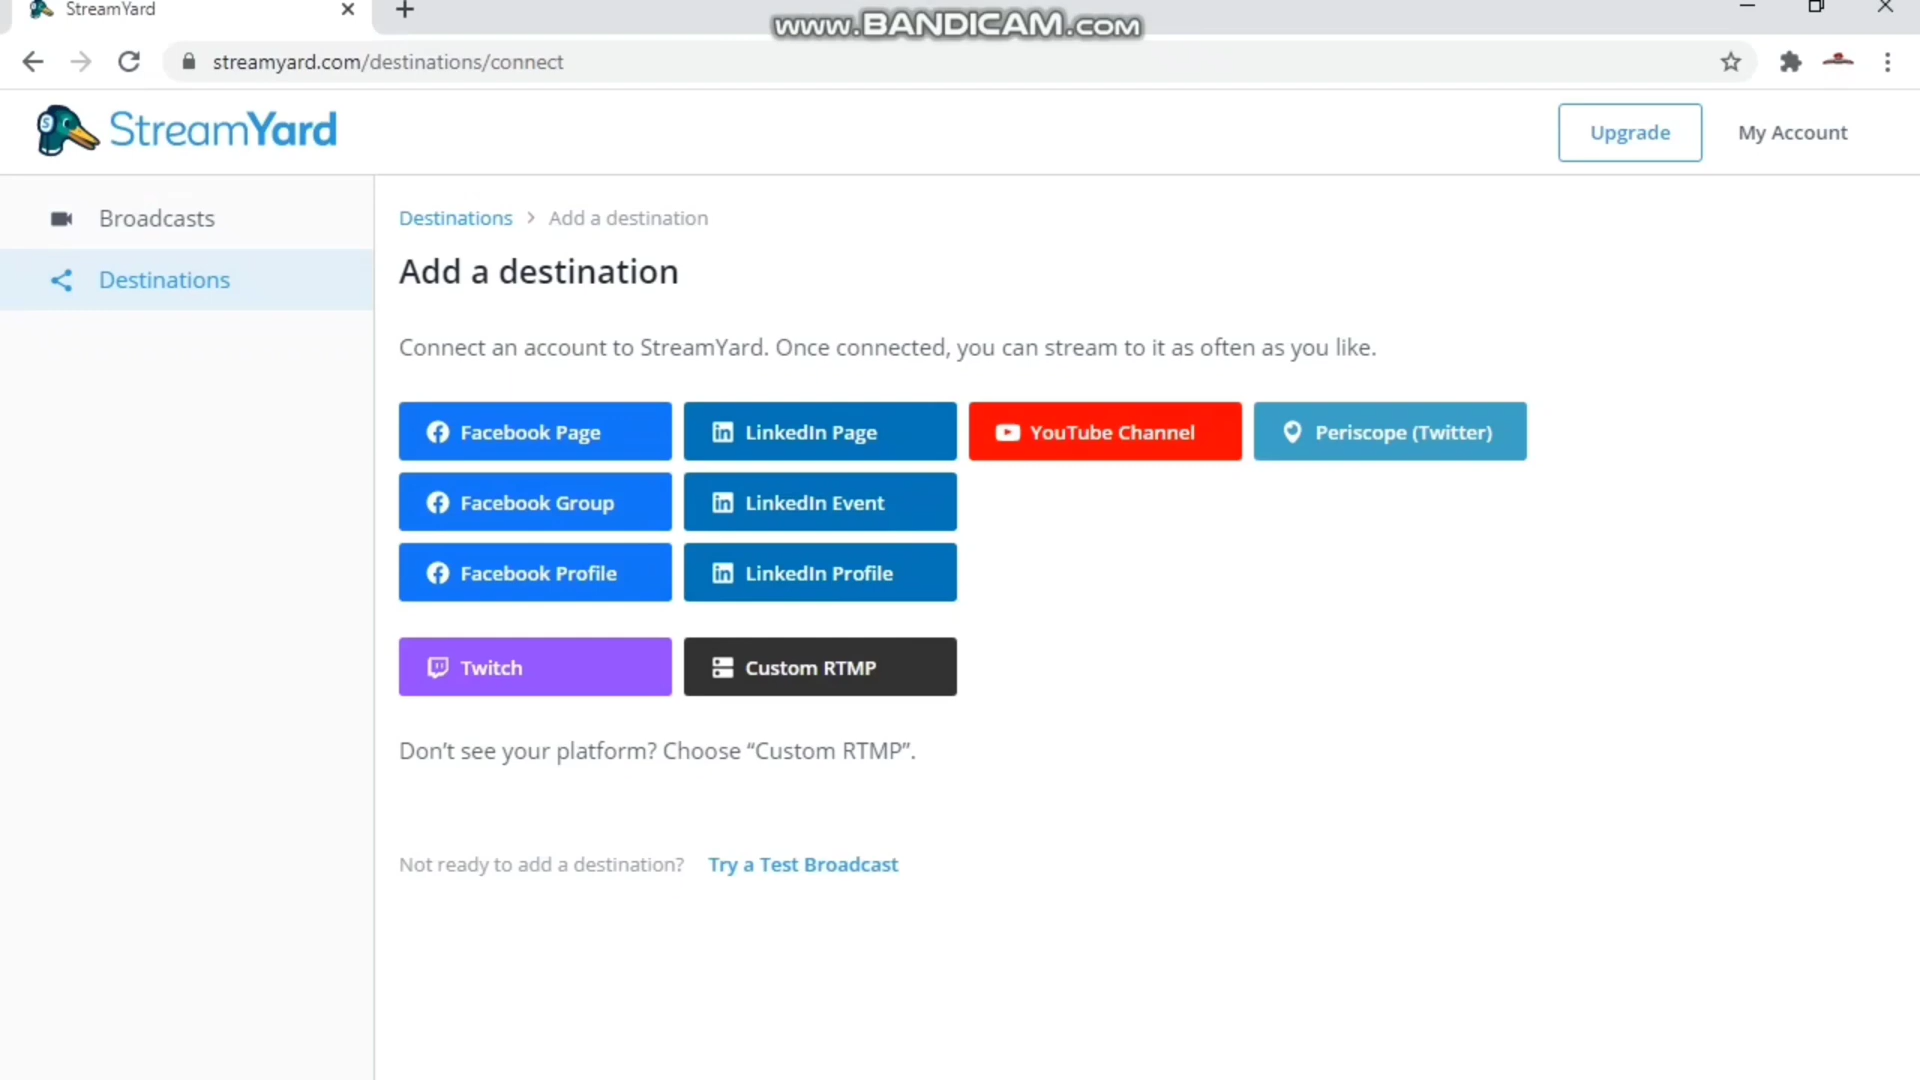 StreamYard
www.BANDICAM.com
streamyard.com/destinations/connect
StreamYard
Upgrade
My Account
Broadcasts
Destinations
Destinations > Add a destination
Add a destination
Connect an account to StreamYard. Once connected, you can stream to it as often as you like.
Facebook Page
LinkedIn Page
YouTube Channel
Periscope (Twitter)
Facebook Group
LinkedIn Event
Facebook Profile
LinkedIn Profile
Twitch
Custom RTMP
Don’t see your platform? Choose “Custom RTMP”.
Not ready to add a destination? Try a Test Broadcast